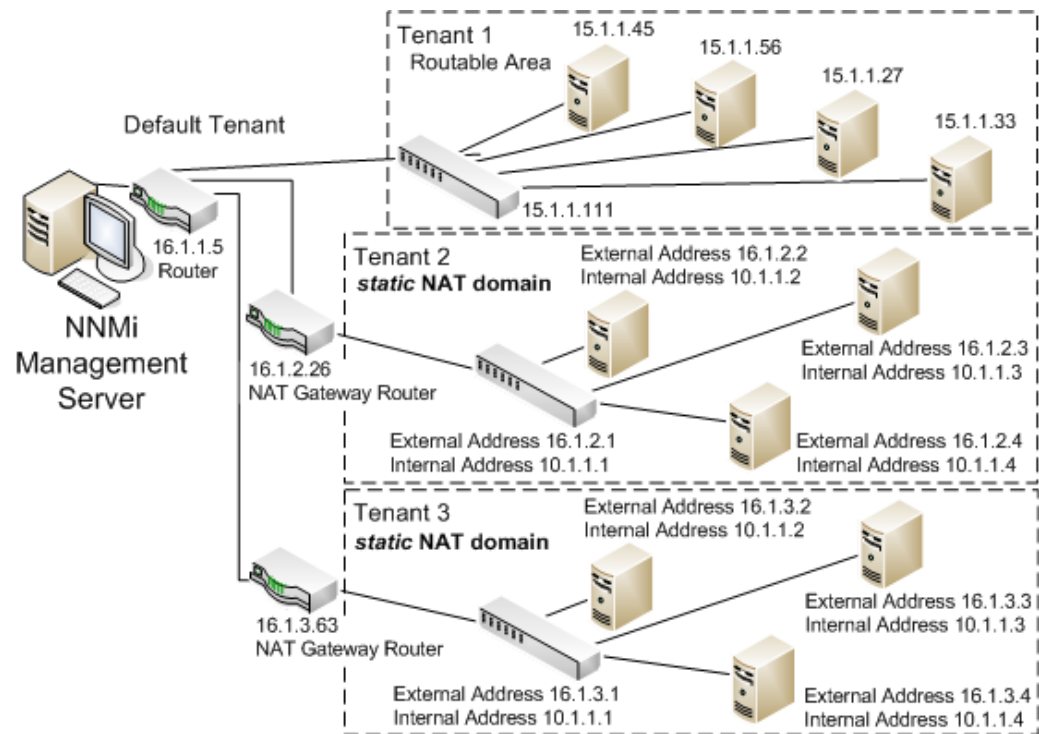 Tenant 1
Routable Area
15.1.1.45
15.1.1.56
15.1.1.27
15.1.1.33
15.1.1.111
Default Tenant
16.1.1.5
Router
NNMi
Management
Server
Tenant 2
static NAT domain
External Address 16.1.2.2
Internal Address 10.1.1.2
External Address 16.1.2.3
Internal Address 10.1.1.3
16.1.2.26
NAT Gateway Router
External Address 16.1.2.1
Internal Address 10.1.1.1
External Address 16.1.2.4
Internal Address 10.1.1.4
Tenant 3
static NAT domain
External Address 16.1.3.2
Internal Address 10.1.1.2
External Address 16.1.3.3
Internal Address 10.1.1.3
16.1.3.63
NAT Gateway Router
External Address 16.1.3.1
Internal Address 10.1.1.1
External Address 16.1.3.4
Internal Address 10.1.1.4